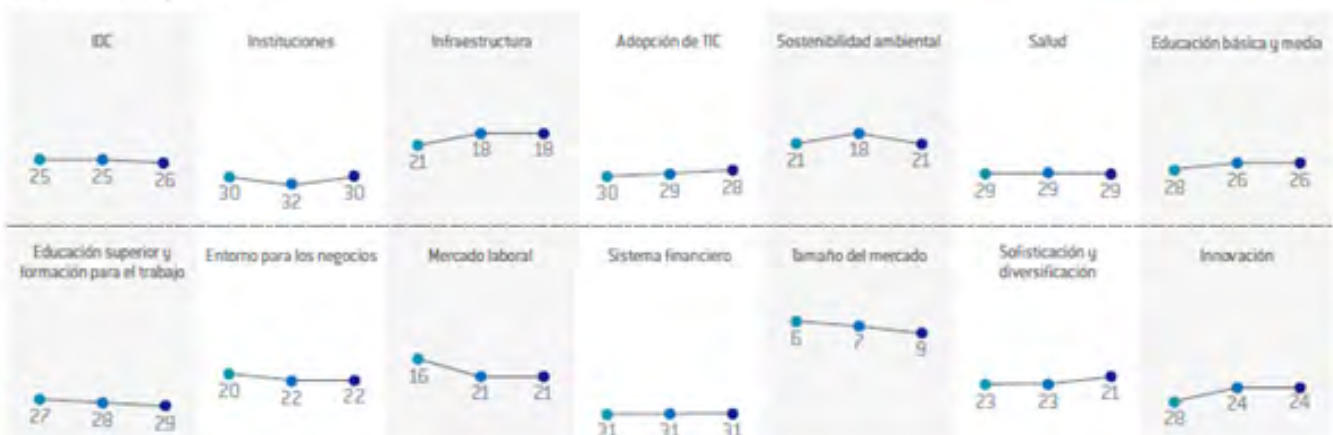 IDC
Instituciones
Infraestructura
Adopción de TIC
Sostenibilidad ambiental
Salud
Educación básica y media
25 25 26
30 32 30
21 18 18
30 29 28
21 18 21
29 29 29
28 26 26
Educación superior y
formación para el trabajo
Entorno para los negocios
Mercado laboral
Sistema financiero
Tamaño del mercado
Sofisticación y
diversificación
Innovación
27 28 29
20 22 22
16 21 21
31 31 31
6 7 9
23 23 21
28 24 24